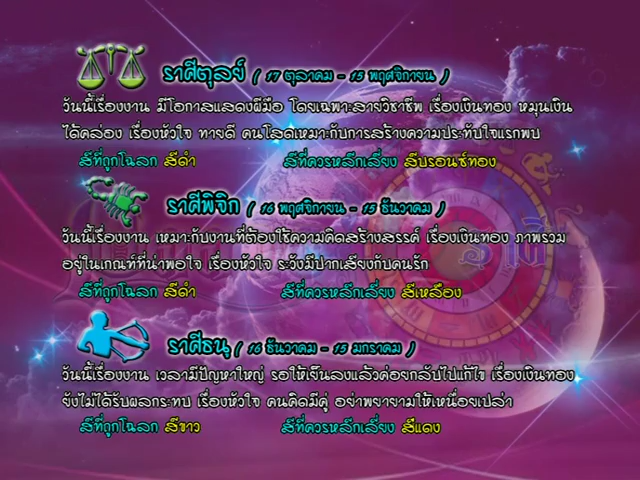 ราศีตุลย์ ( 17 ตุลาคม - 15 พฤศจิกายน )
วันนี้เรื่องงาน มีโอกาสแสดงฝีมือ โดยเฉพาะสายวิชาชีพ เรื่องเงินทอง หมุนเงิน
ได้คล่อง เรื่องหัวใจ ทายดี คนโสดเหมาะกับการสร้างความประทับใจแรกพบ
สีที่ถูกโฉลก สีดำ สีที่ควรหลีกเลี่ยง สีบรอนซ์ทอง
ราศีพิจิก ( 16 พฤศจิกายน - 15 ธันวาคม )
วันนี้เรื่องงาน เหมาะกับงานที่ต้องใช้ความคิดสร้างสรรค์ เรื่องเงินทอง ภาพรวม
อยู่ในเกณฑ์ที่น่าพอใจ เรื่องหัวใจ ระวังมีปากเสียงกับคนรัก
สีที่ถูกโฉลก สีดำ สีที่ควรหลีกเลี่ยง สีเหลือง
ราศีธนู ( 16 ธันวาคม - 15 มกราคม )
วันนี้เรื่องงาน เวลามีปัญหาใหญ่ รอให้เย็นลงแล้วค่อยกลับไปแก้ไข เรื่องเงินทอง
ยังไม่ได้รับผลกระทบ เรื่องหัวใจ คนคิดมีคู่ อย่าพยายามให้เหนื่อยเปล่า
สีที่ถูกโฉลก สีขาว สีที่ควรหลีกเลี่ยง สีแดง